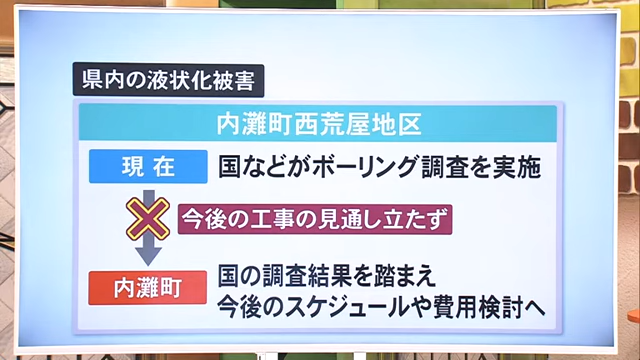 県内の液状化被害
内灘町西荒屋地区
現在
国などがボーリング調査を実施
今後の工事の見通し立たず
内灘町
国の調査結果を踏まえ
今後のスケジュールや費用検討へ